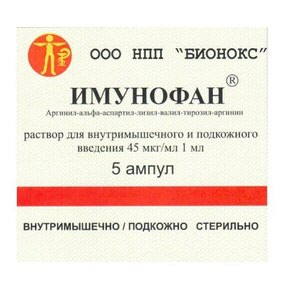 ООО НПП "БИОНОКС"
ИМУНОФАН®
Аргинил-альфа-аспартил-лизил-валил-тирозил-аргинин
раствор для внутримышечного и подкожного
введения 45 мкг/мл 1 мл
5 ампул
ВНУТРИМЫШЕЧНО / ПОДКОЖНО СТЕРИЛЬНО